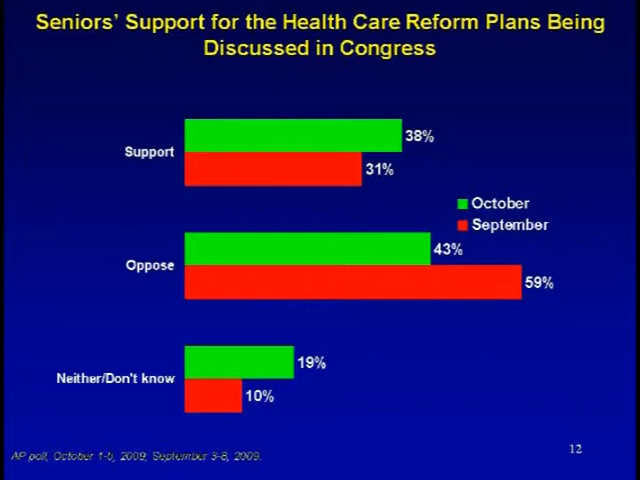 Seniors' Support for the Health Care Reform Plans Being
Discussed in Congress
38%
Support
31%
October
September
43%
Oppose
59%
19%
Neither/Don't know
10%
12
AP poll, October 1-5, 2009; September 3-8, 2009.